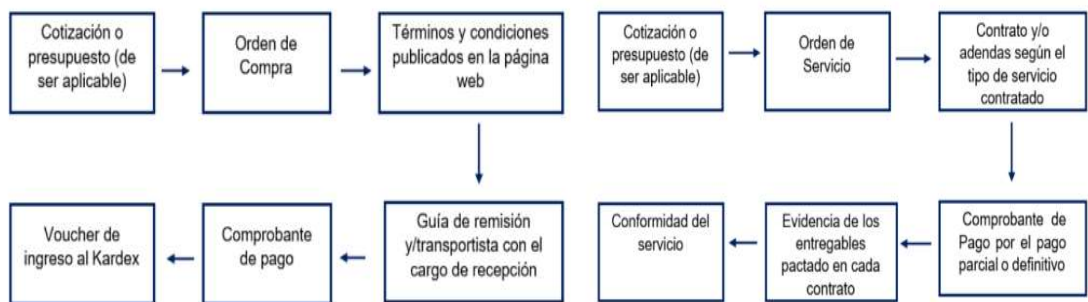 Cotización o
presupuesto (de
ser aplicable)
Orden de
Compra
Términos y condiciones
publicados en la página
web
Guía de remisión
y/transportista con el
cargo de recepción
Comprobante
de pago
Voucher de
ingreso al Kardex
Cotización o
presupuesto (de
ser aplicable)
Orden de
Servicio
Contrato y/o
adendas según el
tipo de servicio
contratado
Comprobante de
Pago por el pago
parcial o definitivo
Evidencia de los
entregables
pactado en cada
contrato
Conformidad del
servicio